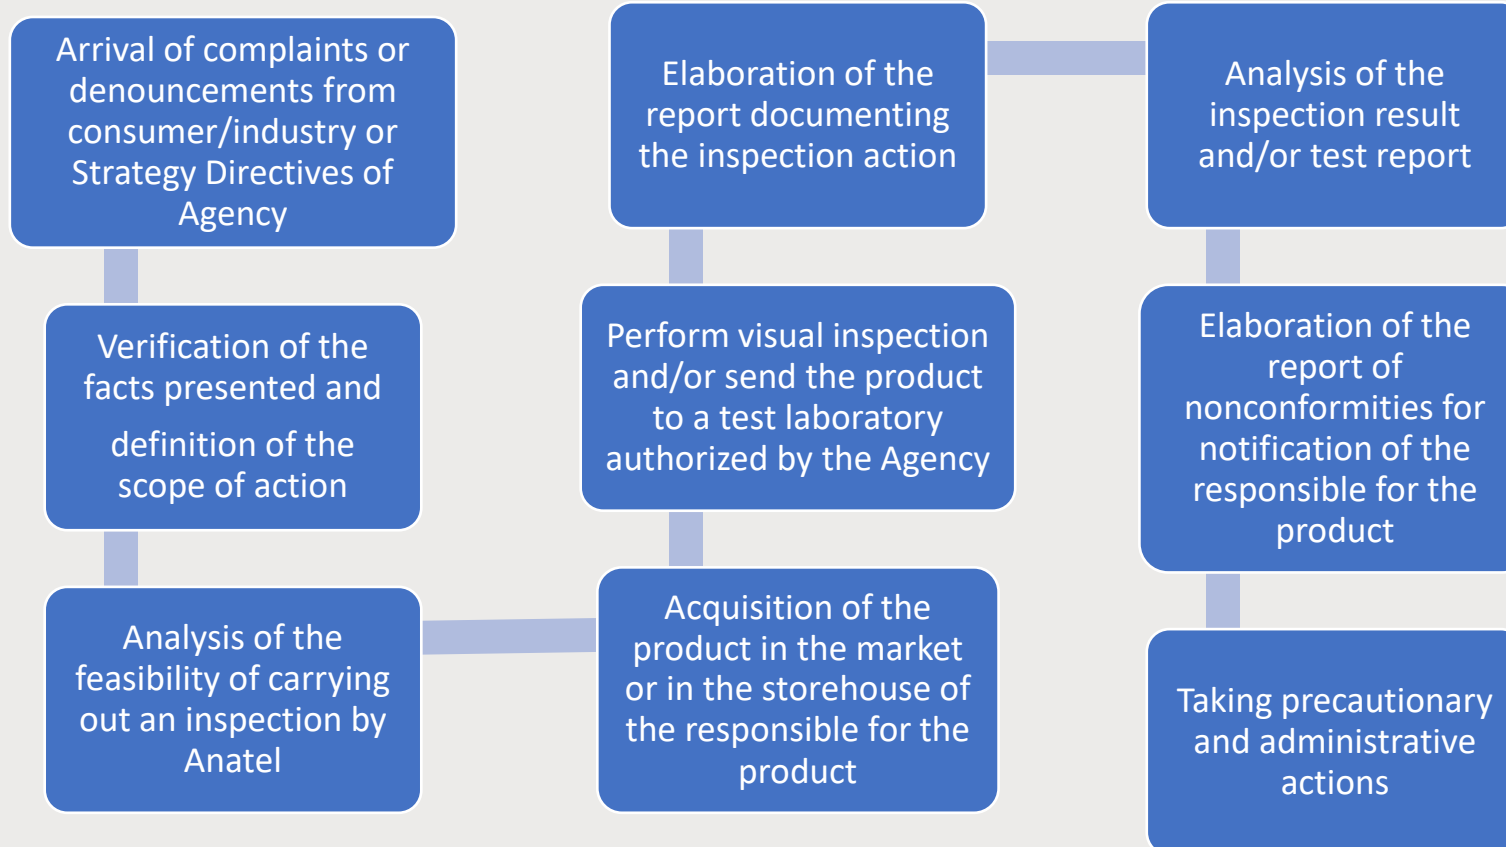 Arrival of complaints or
denouncements from
consumer/industry or
Strategy Directives of
Agency
Verification of the
facts presented and
definition of the
scope of action
Analysis of the
feasibility of carrying
out an inspection by
Anatel
Acquisition of the
product in the market
or in the storehouse of
the responsible for the
product
Perform visual inspection
and/or send the product
to a test laboratory
authorized by the Agency
Elaboration of the
report documenting
the inspection action
Analysis of the
inspection result
and/or test report
Elaboration of the
report of
nonconformities for
notification of the
responsible for the
product
Taking precautionary
and administrative
actions